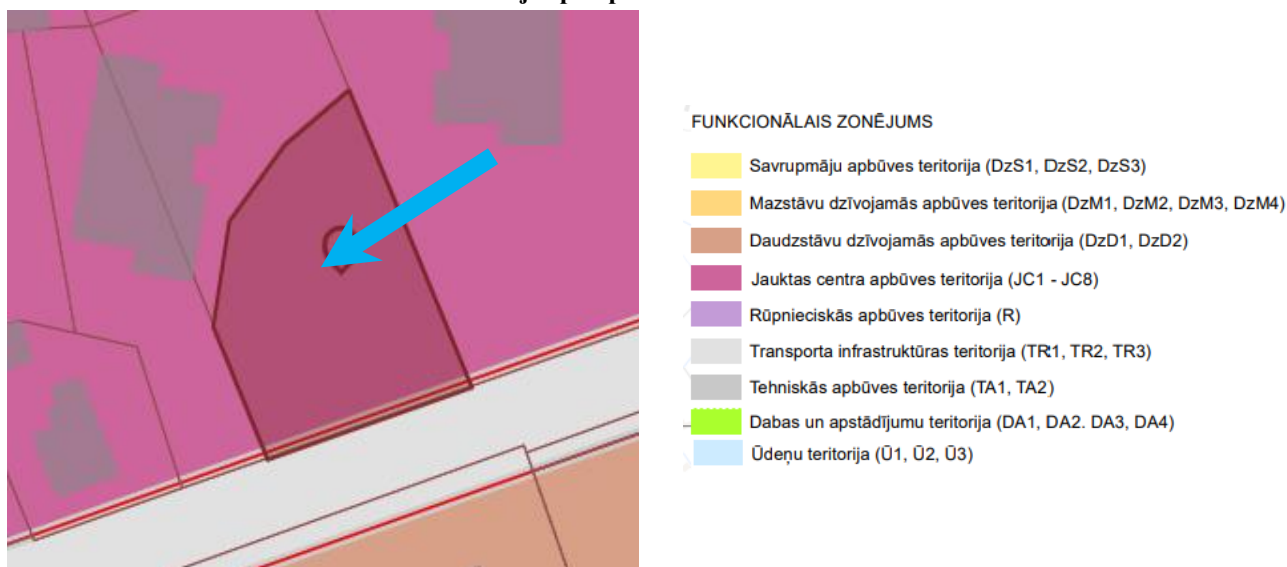 FUNKCIONĀLAIS ZONĒJUMS
Savrupmāju apbūves teritorija (DzS1, DzS2, DzS3)
Mazstāvu dzīvojamās apbūves teritorija (DzM1, DzM2, DzM3, DzM4)
Daudzstāvu dzīvojamās apbūves teritorija (DzD1, DzD2)
Jauktas centra apbūves teritorija (JC1 - JC8)
Rūpnieciskās apbūves teritorija (R)
Transporta infrastruktūras teritorija (TR1, TR2, TR3)
Tehniskās apbūves teritorija (TA1, TA2)
Dabas un apstādījumu teritorija (DA1, DA2. DA3, DA4)
Ūdeņu teritorija (Ū1, Ū2, Ū3)